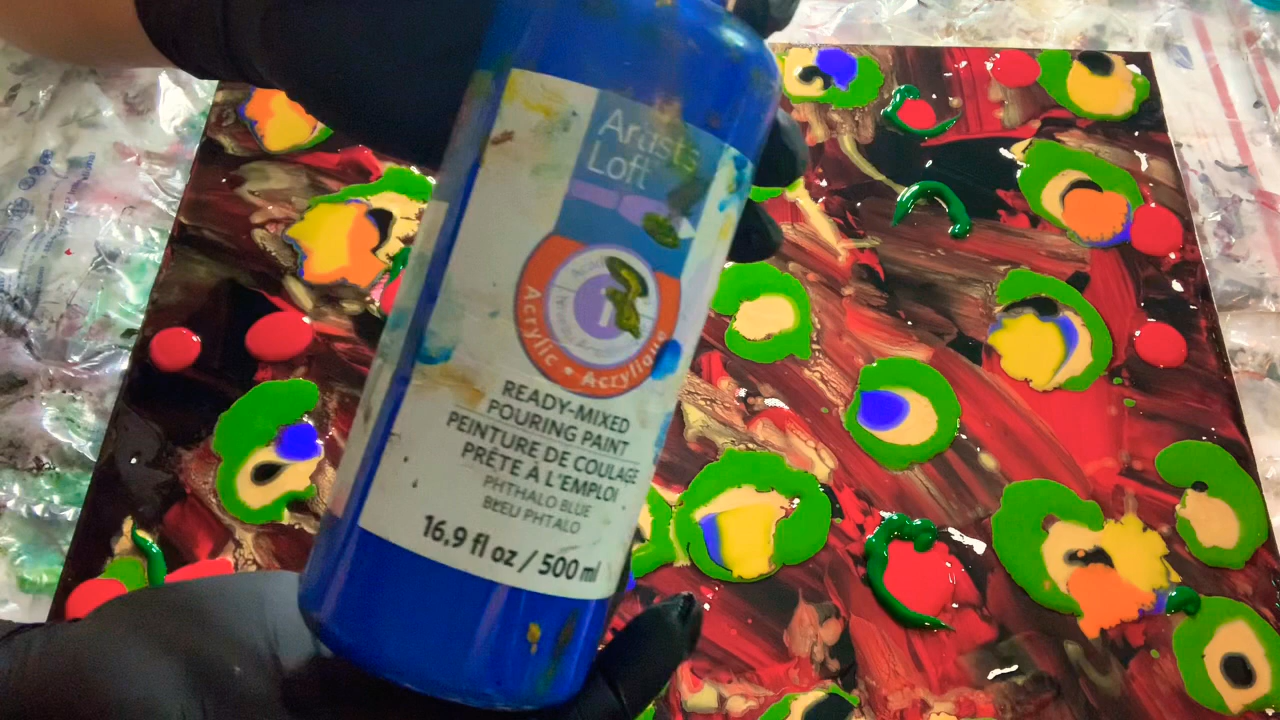 Artist's
Loft
Acrylic • Acrylique
READY-MIXED
POURING PAINT
PEINTURE DE COULAGE
PRÊTE À L'EMPLOI
PHTHALO BLUE
BLEU PHTALO
16.9 fl oz / 500 ml